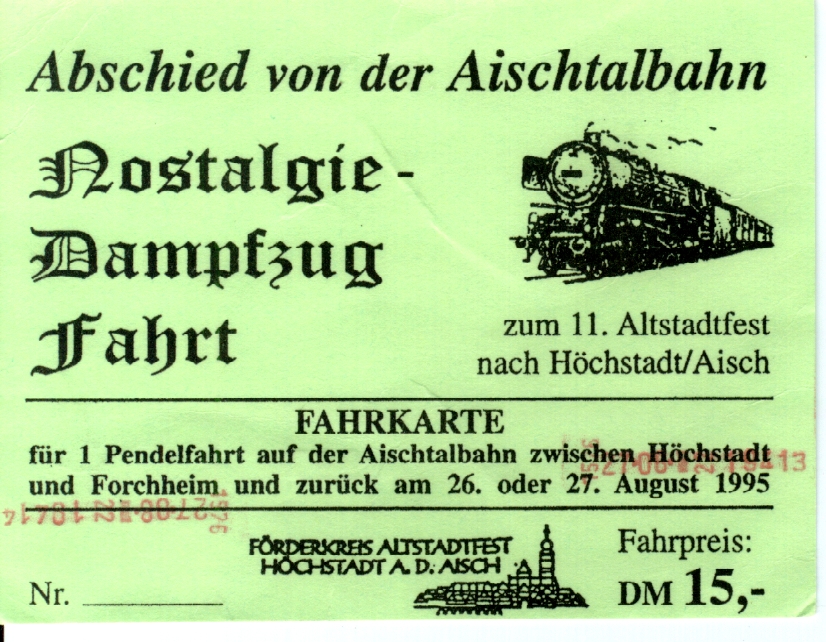 Abschied von der Aischtalbahn
Nostalgie-
Dampfzug
Fahrt
zum 11. Altstadtfest
nach Höchstadt/Aisch
FAHRKARTE
für 1 Pendelfahrt auf der Aischtalbahn zwischen Höchstadt
und Forchheim und zurück am 26. oder 27. August 1995
FÖRDERKREIS ALTSTADTFEST
HÖCHSTADT A. D. AISCH
Fahrpreis:
DM 15,-
Nr.